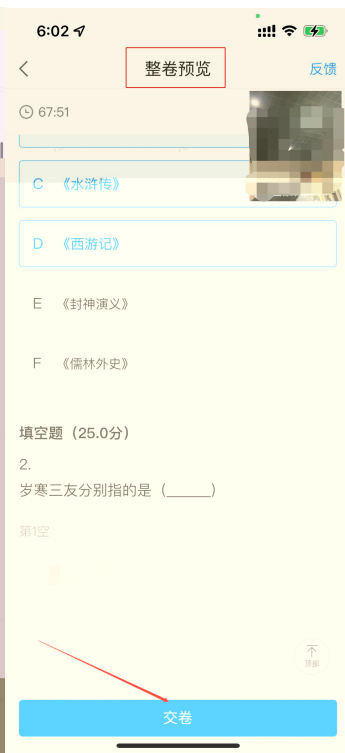 6:02
整卷预览
反馈
67:51
C 《水浒传》
D 《西游记》
E 《封神演义》
F 《儒林外史》
填空题（25.0分）
2.
岁寒三友分别指的是（_____）
第1空
顶部
交卷